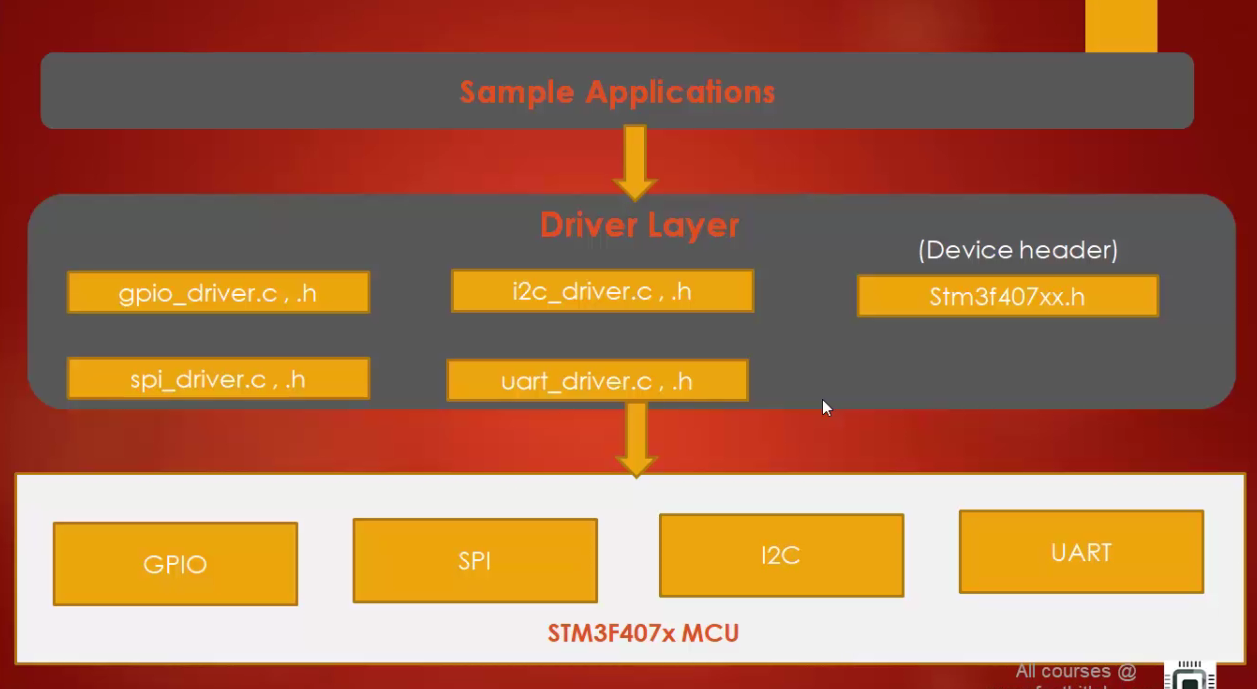 Sample Applications
Driver Layer
(Device header)
gpio_driver.c , .h
i2c_driver.c , .h
Stm3f407xx.h
spi_driver.c , .h
uart_driver.c , .h
GPIO
SPI
I2C
UART
STM3F407x MCU
All courses @